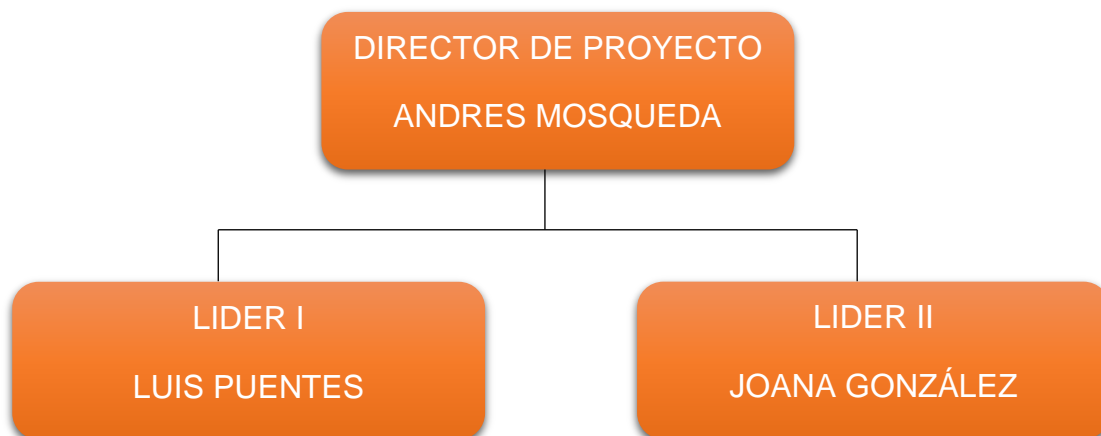 DIRECTOR DE PROYECTO
ANDRES MOSQUEDA
LIDER I
LUIS PUENTES
LIDER II
JOANA GONZÁLEZ